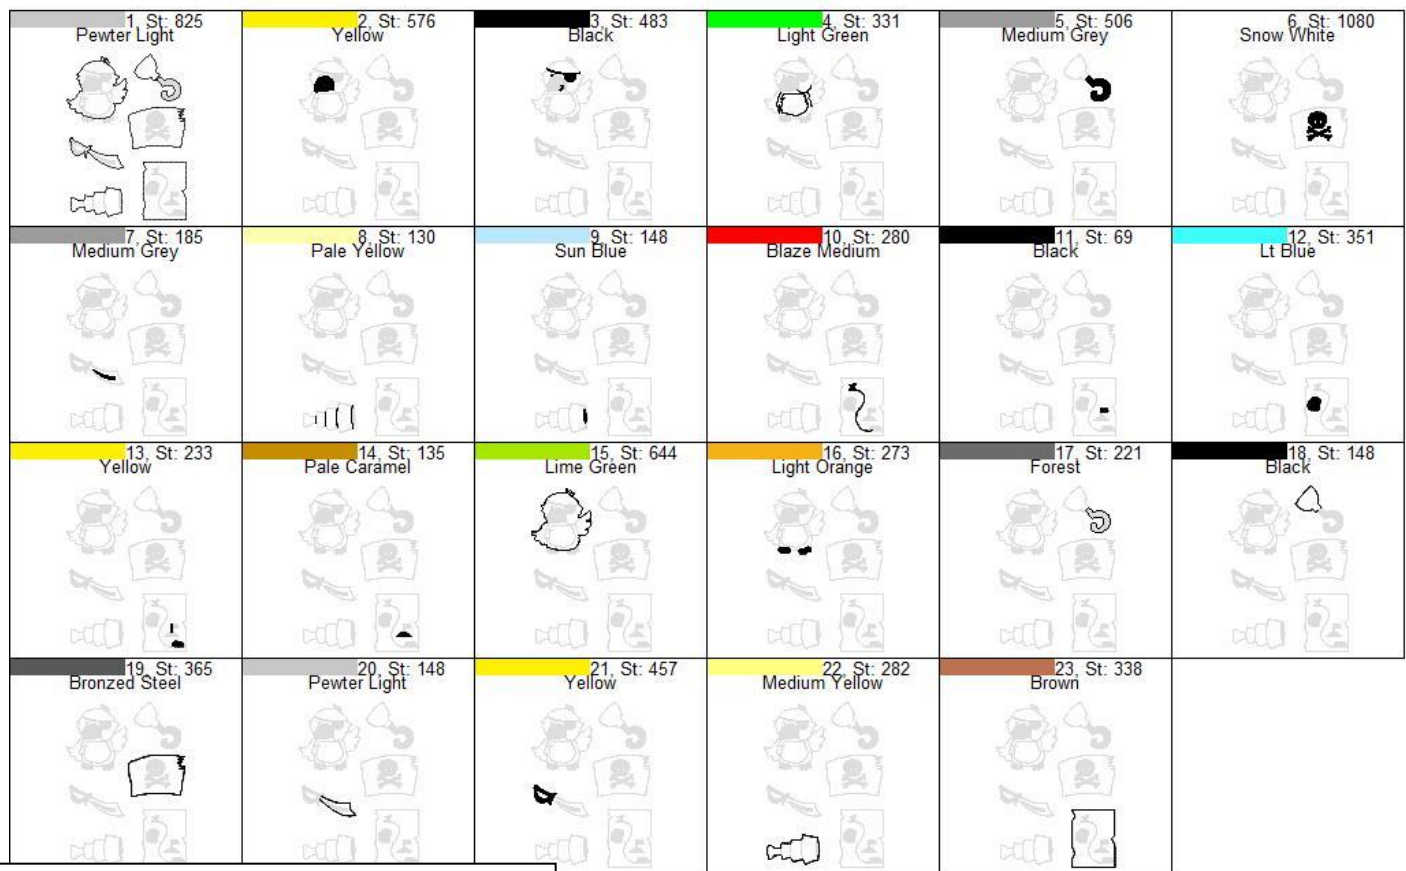 1, St: 825
Pewter Light
2, St: 576
Yellow
3, St: 483
Black
4, St: 331
Light Green
5, St: 506
Medium Grey
6, St: 1080
Snow White
7, St: 185
Medium Grey
8, St: 130
Pale Yellow
9, St: 148
Sun Blue
10, St: 280
Blaze Medium
11, St: 69
Black
12, St: 351
Lt Blue
13, St: 233
Yellow
14, St: 135
Pale Caramel
15, St: 644
Lime Green
16, St: 273
Light Orange
17, St: 221
Forest
18, St: 148
Black
19, St: 365
Bronzed Steel
20, St: 148
Pewter Light
21, St: 457
Yellow
22, St: 282
Medium Yellow
23, St: 338
Brown